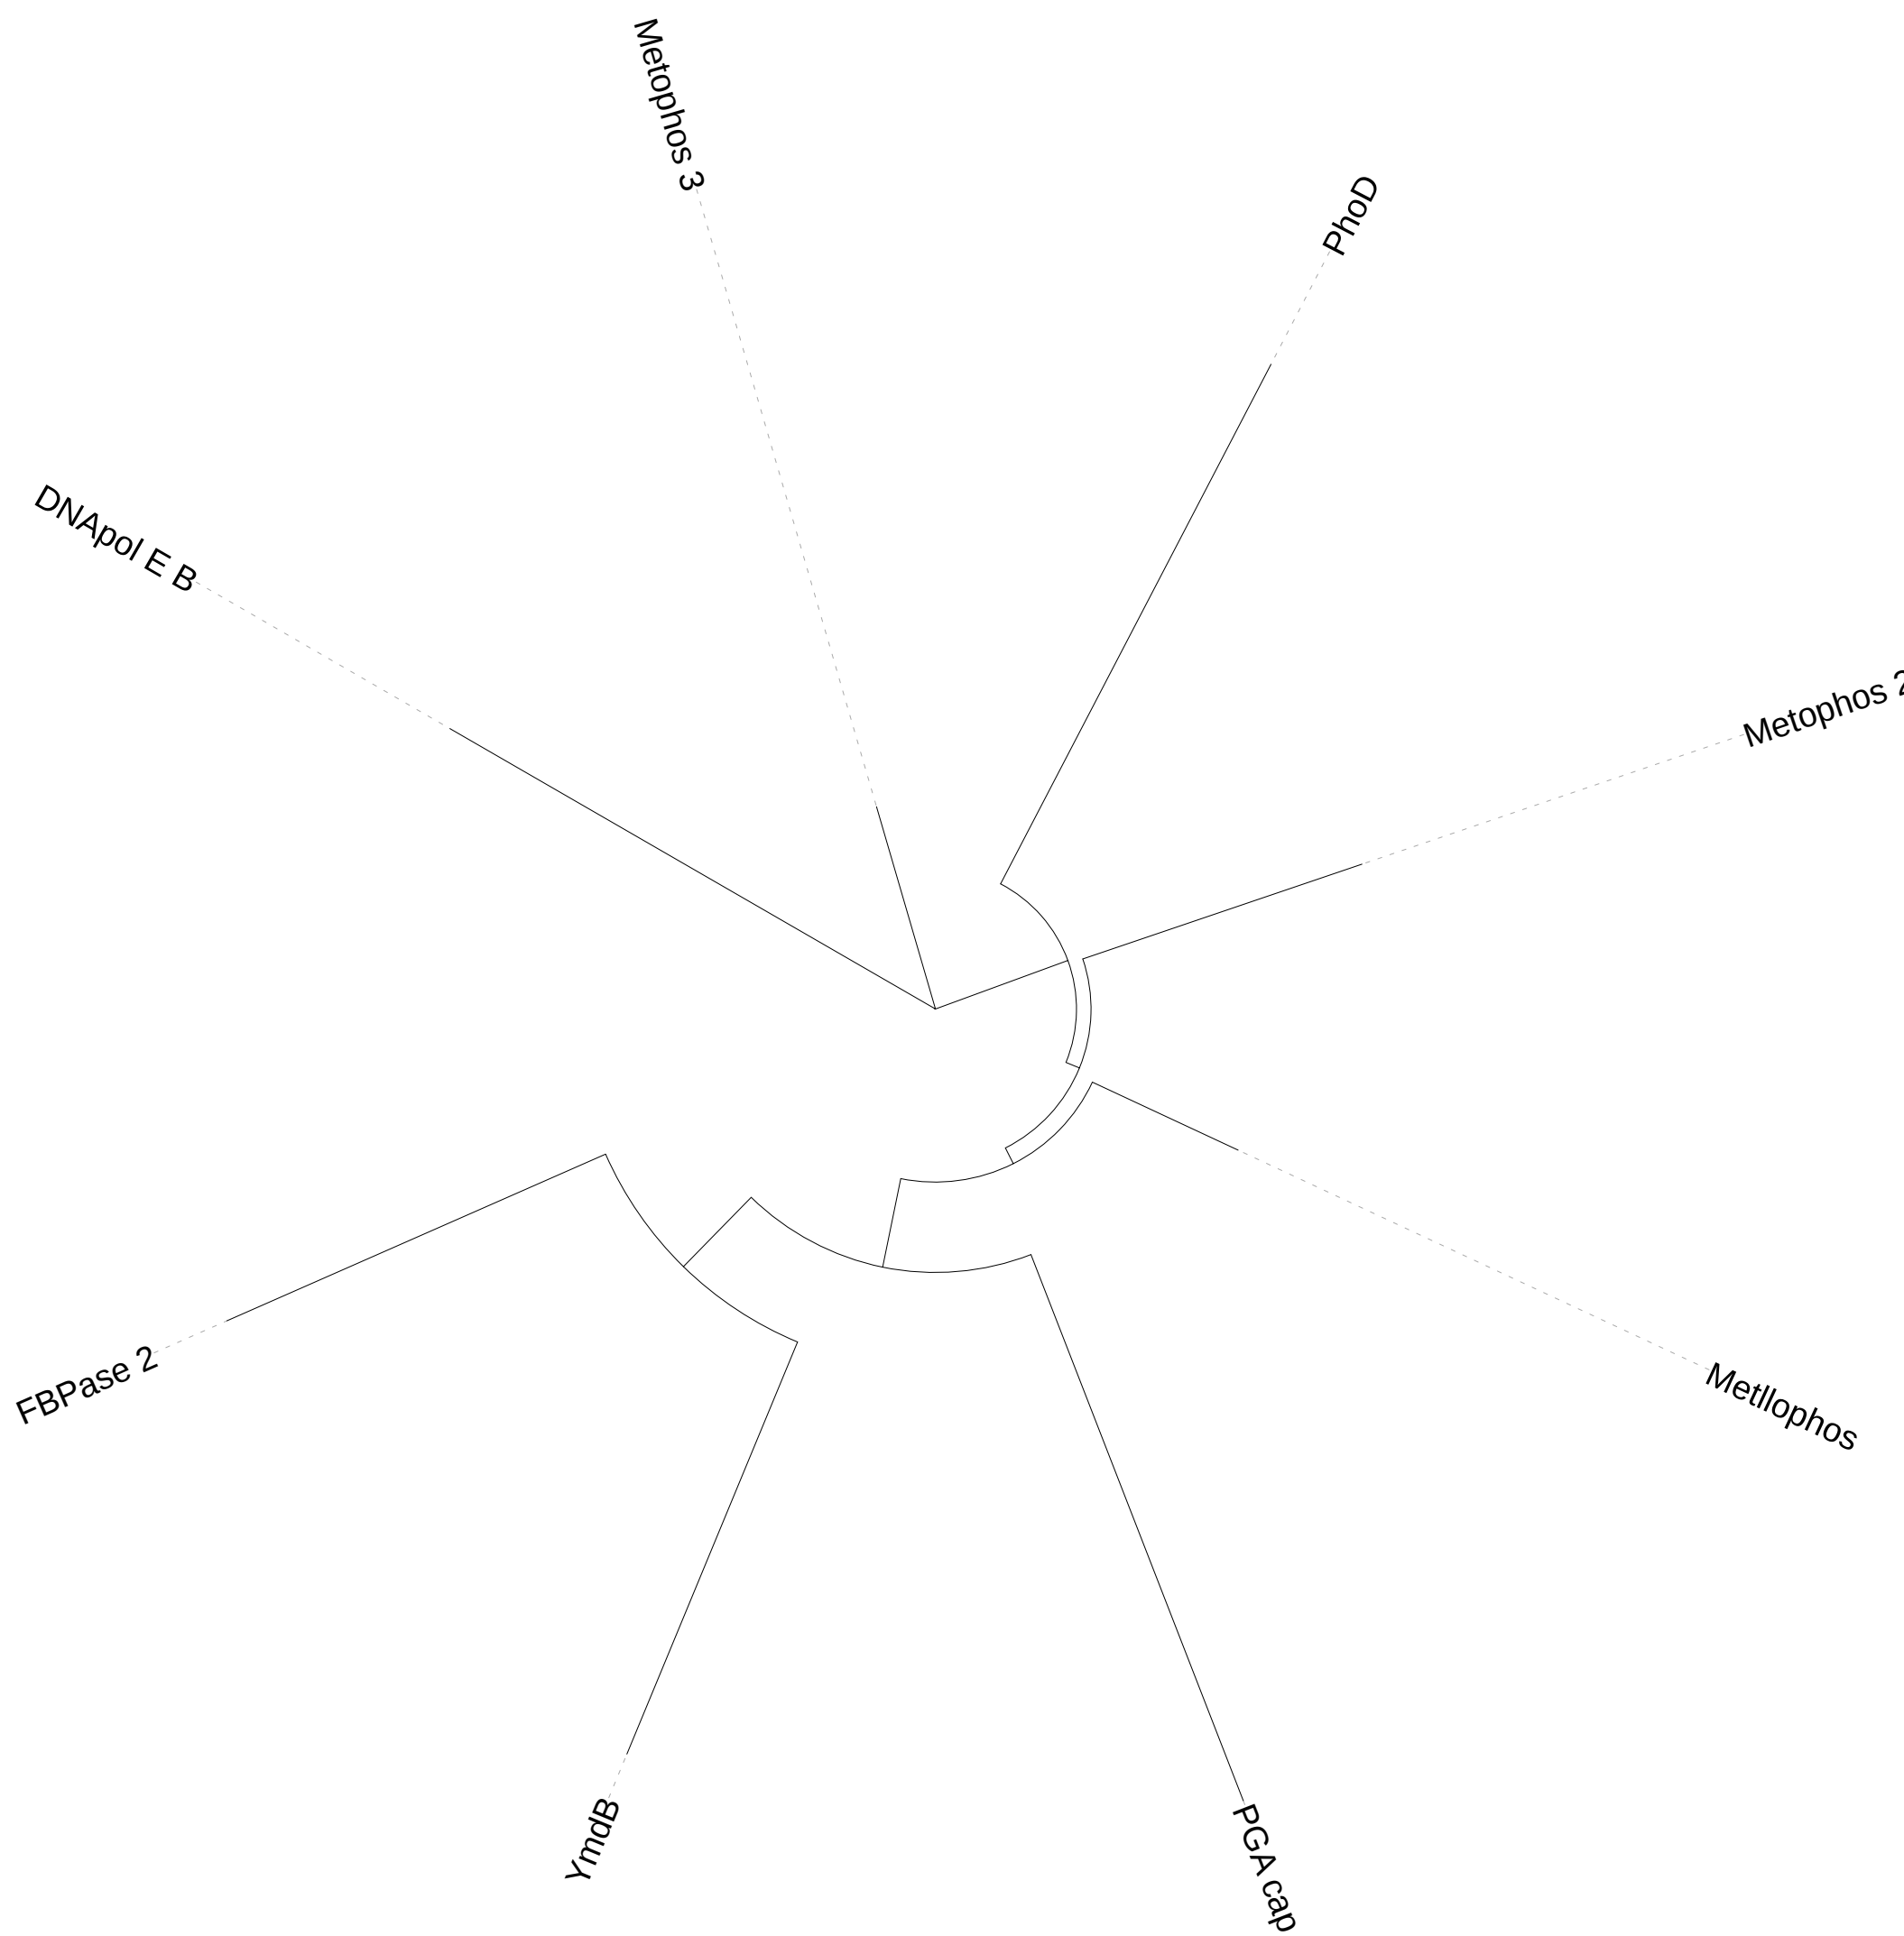 Metophos 3
PhoD
Metophos 2
DNApol E B
FBPase 2
Metllophos
YmdB
PGA cap